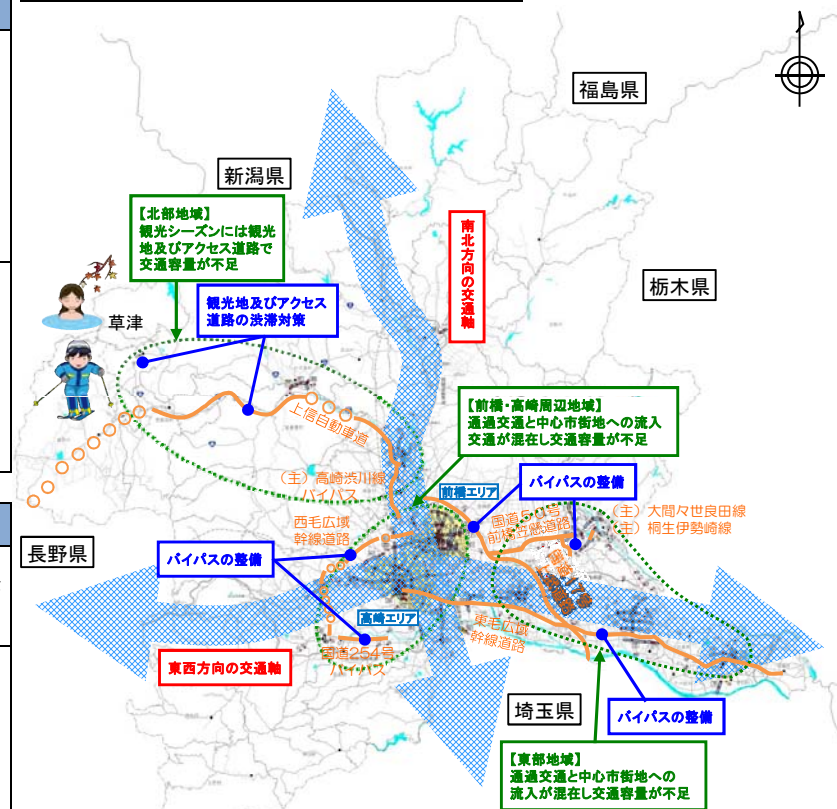 福島県
新潟県
【北部地域】
観光シーズンには観光
地及びアクセス道路で
交通容量が不足
南北方向の交通軸
栃木県
観光地及びアクセス
道路の渋滞対策
草津
上信自動車道
【前橋・高崎周辺地域】
通過交通と中心市街地への流入
交通が混在し交通容量が不足
(主)高崎渋川線
バイパス
前橋エリア
バイパスの整備
(主)大間々世良田線
(主)桐生伊勢崎線
西毛広域
幹線道路
国道50号
前橋笠懸道路
長野県
バイパスの整備
高崎エリア
東毛広域
幹線道路
国道254号
バイパス
東西方向の交通軸
埼玉県
バイパスの整備
【東部地域】
通過交通と中心市街地への
流入が混在し交通容量が不足